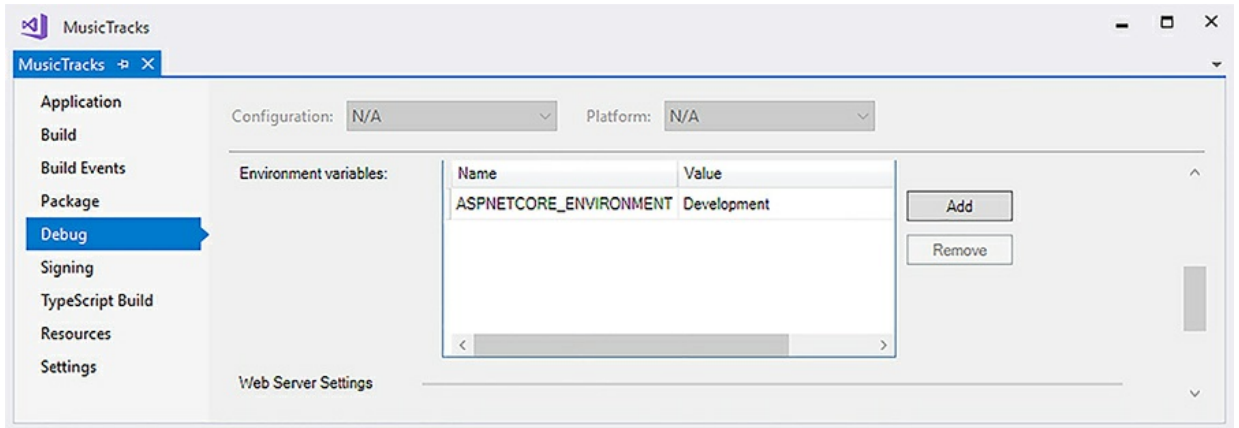 MusicTracks
MusicTracks
Application
Build
Build Events
Package
Debug
Signing
TypeScript Build
Resources
Settings
Configuration: N/A Platform: N/A
Environment variables:
Name Value
ASPNETCORE_ENVIRONMENT Development
Add
Remove
Web Server Settings